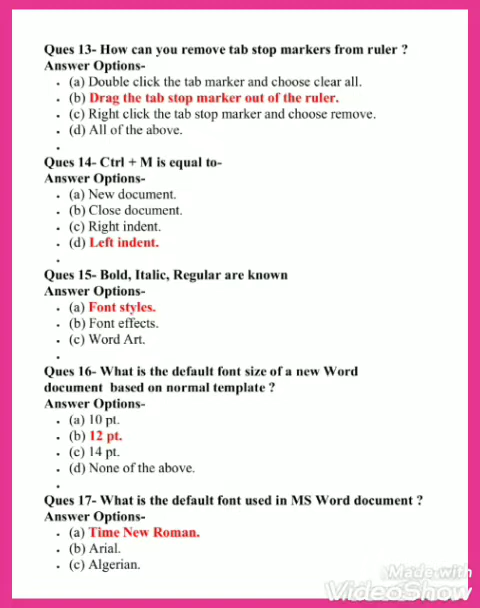 Ques 13- How can you remove tab stop markers from ruler ?
Answer Options-
• (a) Double click the tab marker and choose clear all.
• (b) Drag the tab stop marker out of the ruler.
• (c) Right click the tab stop marker and choose remove.
• (d) All of the above.
•
Ques 14- Ctrl + M is equal to-
Answer Options-
• (a) New document.
• (b) Close document.
• (c) Right indent.
• (d) Left indent.
•
Ques 15- Bold, Italic, Regular are known
Answer Options-
• (a) Font styles.
• (b) Font effects.
• (c) Word Art.
•
Ques 16- What is the default font size of a new Word
document based on normal template ?
Answer Options-
• (a) 10 pt.
• (b) 12 pt.
• (c) 14 pt.
• (d) None of the above.
•
Ques 17- What is the default font used in MS Word document ?
Answer Options-
• (a) Time New Roman.
• (b) Arial.
• (c) Algerian.
Made with
VideoShow